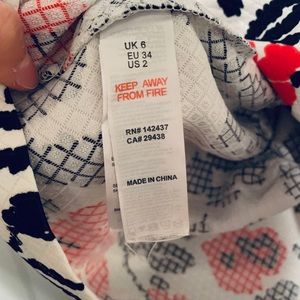 UK 6
EU 34
US 2
KEEP AWAY
FROM FIRE
RN# 142437
CA# 29438
MADE IN CHINA